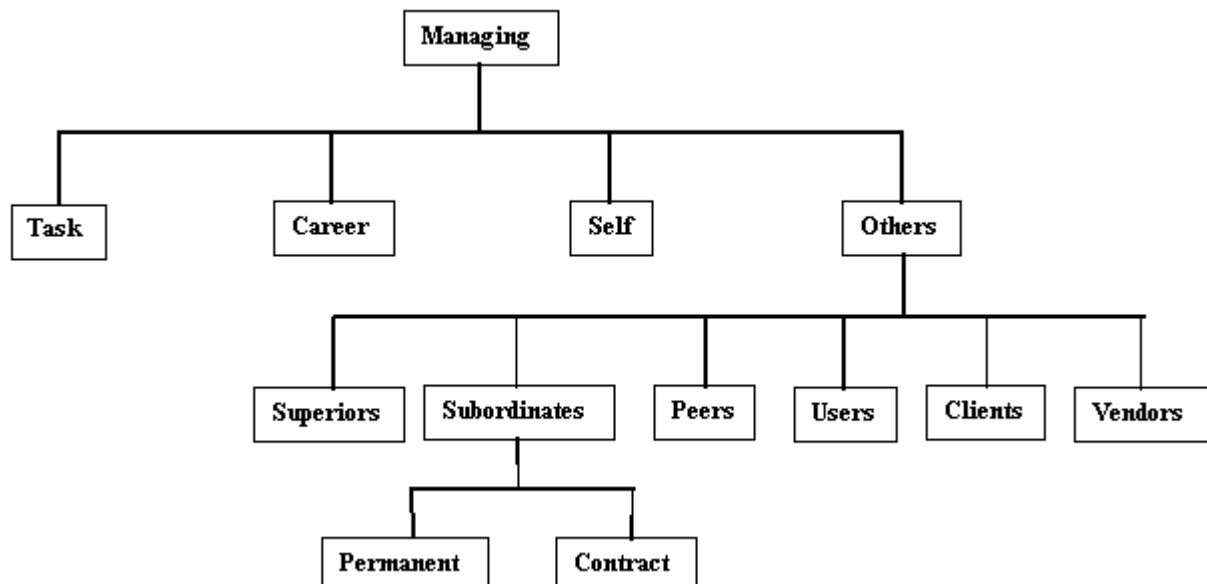 Managing
Task
Career
Self
Others
Superiors
Subordinates
Peers
Users
Clients
Vendors
Permanent
Contract